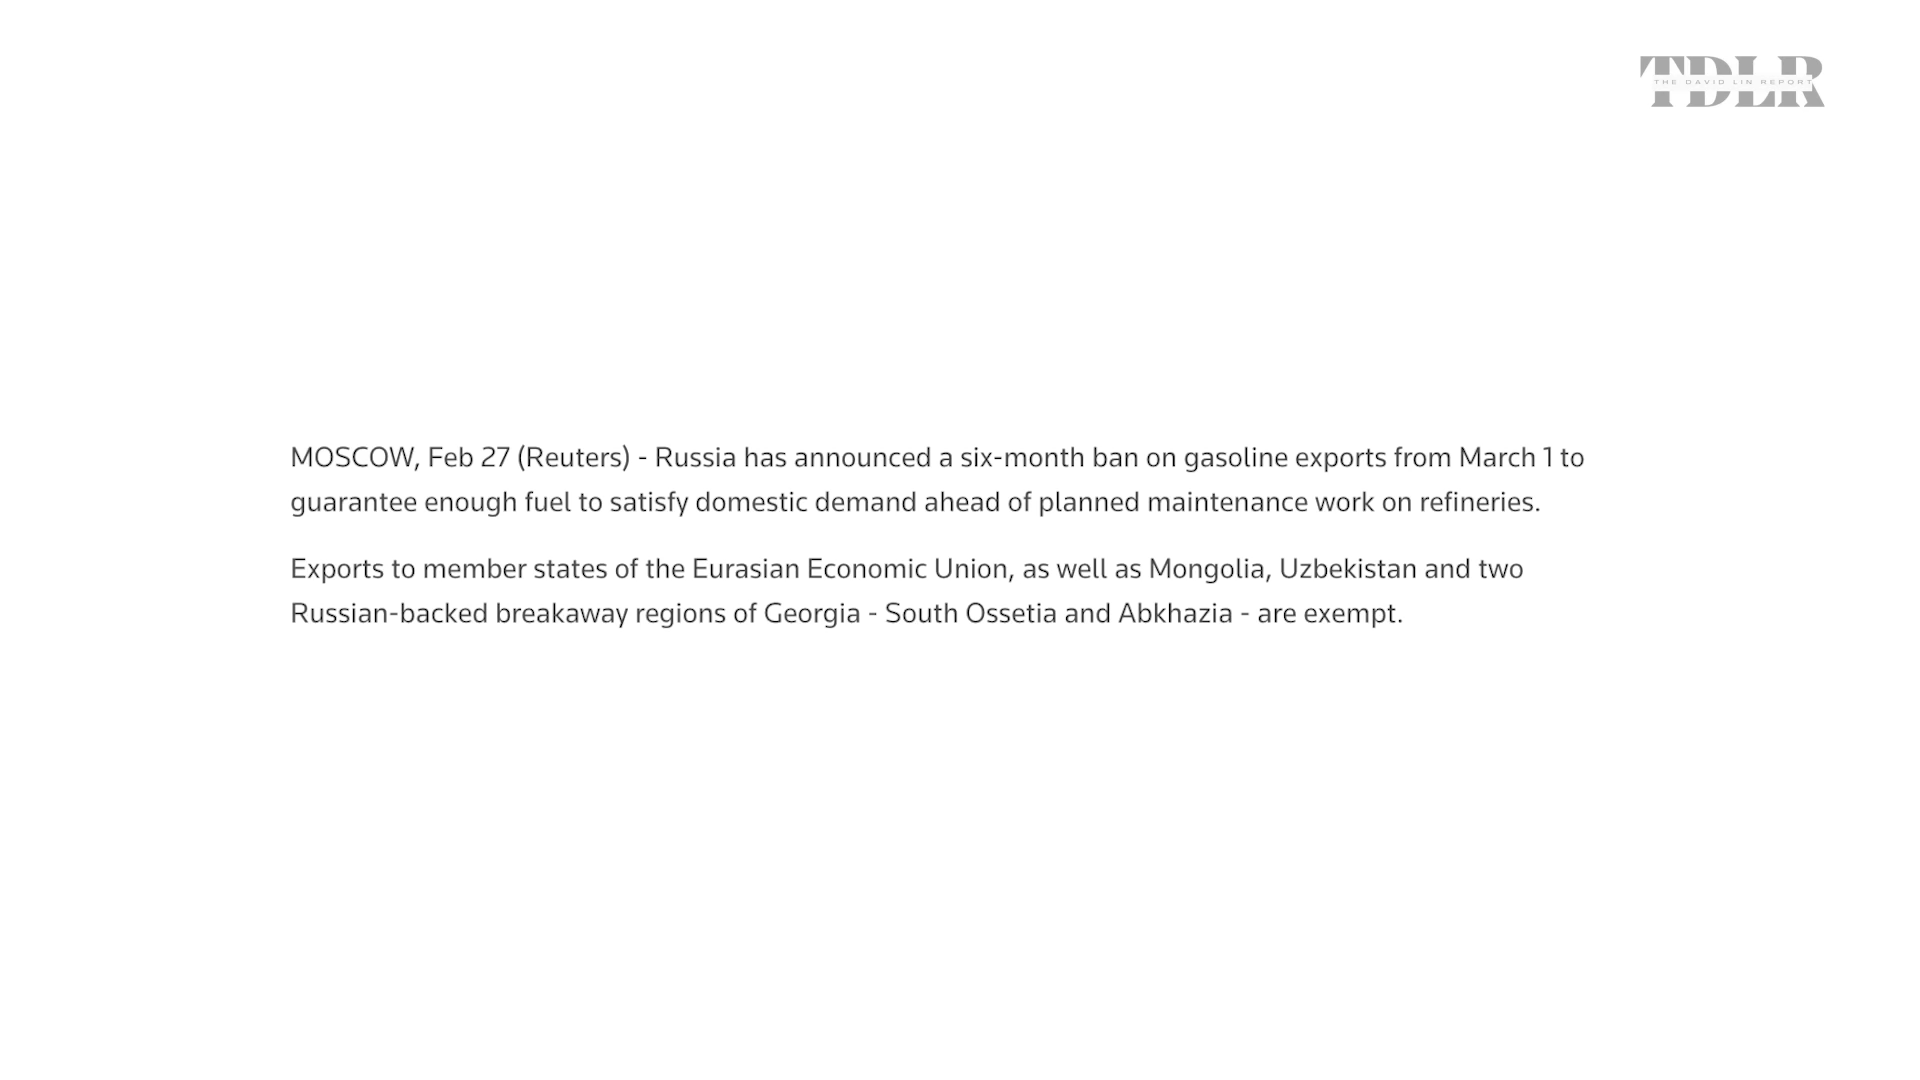 TDLR
THE DAVID LIN REPORT
MOSCOW, Feb 27 (Reuters) - Russia has announced a six-month ban on gasoline exports from March 1 to
guarantee enough fuel to satisfy domestic demand ahead of planned maintenance work on refineries.
Exports to member states of the Eurasian Economic Union, as well as Mongolia, Uzbekistan and two
Russian-backed breakaway regions of Georgia - South Ossetia and Abkhazia - are exempt.